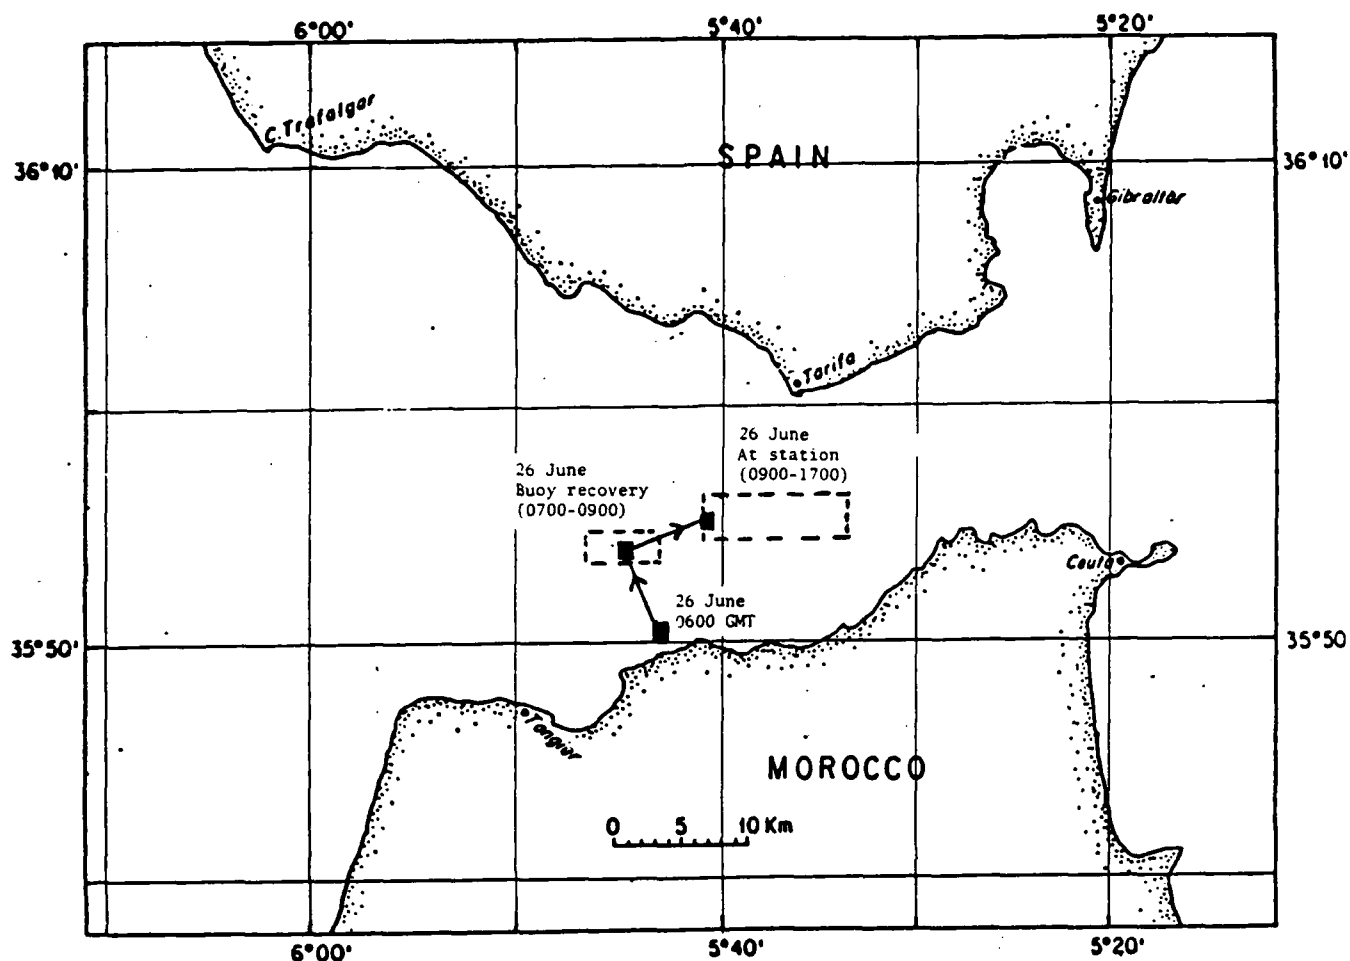 6°00'
5°40'
5°20'
C. Trafalgar
SPAIN
36°10'
36°10'
Gibraltar
Tarifa
26 June
At station
(0900-1700)
26 June
Buoy recovery
(0700-0900)
Ceuta
26 June
0600 GMT
35°50'
35°50
Tangier
MOROCCO
0 5 10 Km
6°00'
5°40'
5°20'